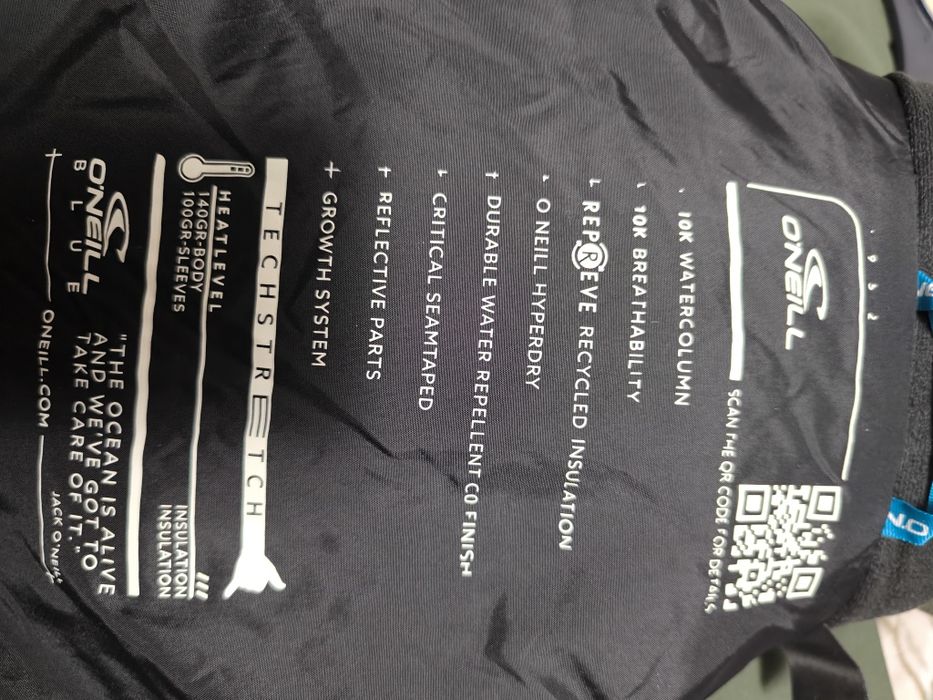 1952
O'NEILL
SCAN THE QR CODE FOR DETAILS
10K WATERCOLUMN
10K BREATHABILITY
REPREVE RECYCLED INSULATION
O'NEILL HYPERDRY
DURABLE WATER REPELLENT C0 FINISH
CRITICAL SEAMTAPED
+ REFLECTIVE PARTS
+ GROWTH SYSTEM
TECHSTRETCH
HEATLEVEL
140GR-BODY INSULATION
100GR-SLEEVES INSULATION
O'NEILL
BLUE
"THE OCEAN IS ALIVE
AND WE'VE GOT TO
TAKE CARE OF IT."
JACK O'NEILL
ONEILL.COM